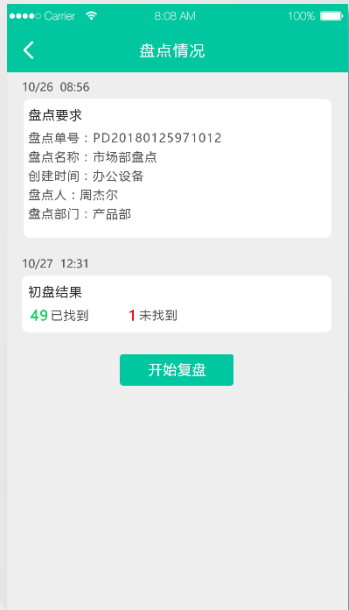 Carrier 8:08 AM 100%
盘点情况
10/26 08:56
盘点要求
盘点单号：PD20180125971012
盘点名称：市场部盘点
创建时间：办公设备
盘点人：周杰尔
盘点部门：产品部
10/27 12:31
初盘结果
49已找到 1未找到
开始复盘